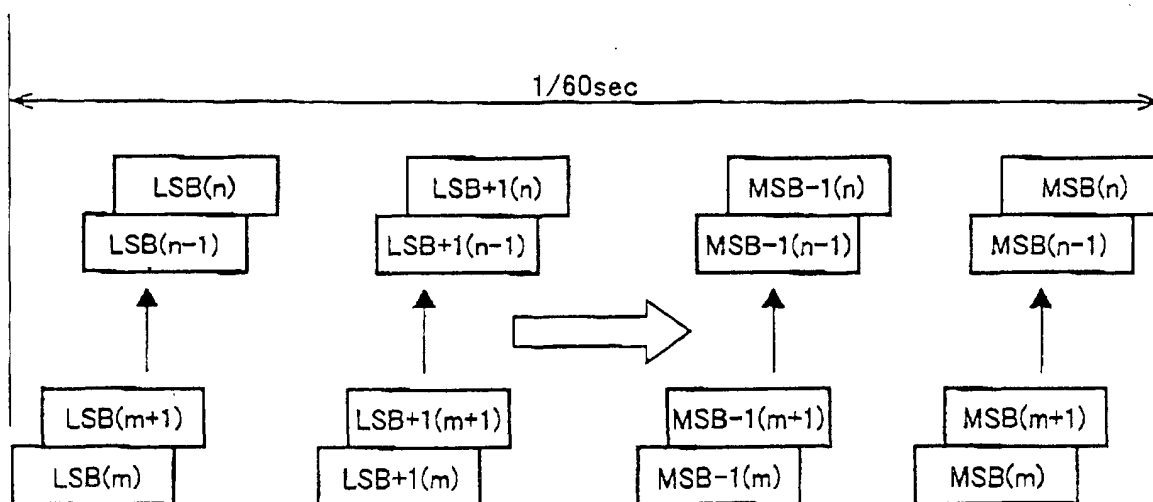 1/60sec
LSB(n) LSB+1(n) MSB-1(n) MSB(n)
LSB(n-1) LSB+1(n-1) MSB-1(n-1) MSB(n-1)
LSB(m+1) LSB+1(m+1) MSB-1(m+1) MSB(m+1)
LSB(m) LSB+1(m) MSB-1(m) MSB(m)